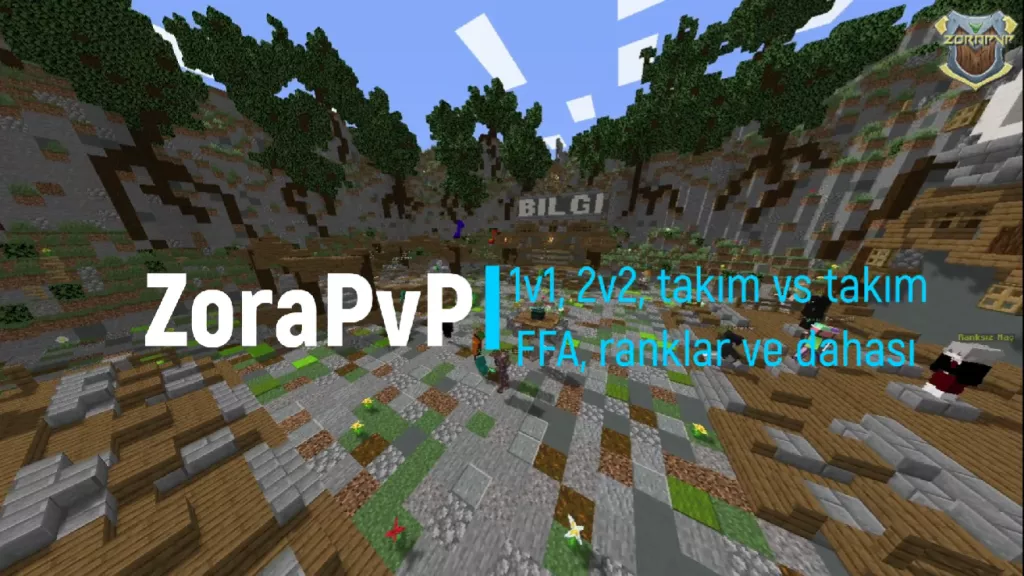 ZORAPVP
BILGI
ZoraPvP
1v1, 2v2, takım vs takım
FFA, ranklar ve dahası